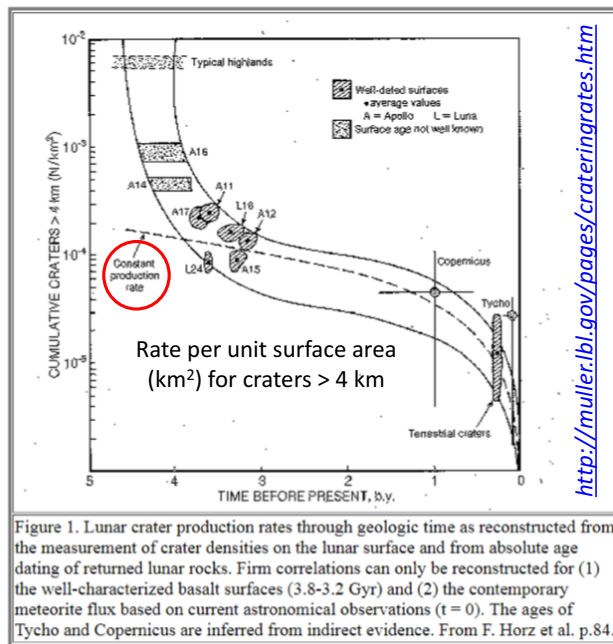 10-2
Typical highlands
Well-dated surfaces
• average values
A = Apollo L = Luna
Surface age not well known
10-3
A16
A14
A11
L16
A12
A17
10-4
Constant
production
rate
L24
A15
Copernicus
Tycho
Rate per unit surface area
(km2) for craters > 4 km
10-5
Terrestrial craters
CUMULATIVE CRATERS > 4 km (N/km2)
5 4 3 2 1 0
TIME BEFORE PRESENT, b.y.
http://muller.lbl.gov/pages/crateringrates.htm
Figure 1. Lunar crater production rates through geologic time as reconstructed from
the measurement of crater densities on the lunar surface and from absolute age
dating of returned lunar rocks. Firm correlations can only be reconstructed for (1)
the well-characterized basalt surfaces (3.8-3.2 Gyr) and (2) the contemporary
meteorite flux based on current astronomical observations (t = 0). The ages of
Tycho and Copernicus are inferred from indirect evidence. From F. Horz et al. p.84